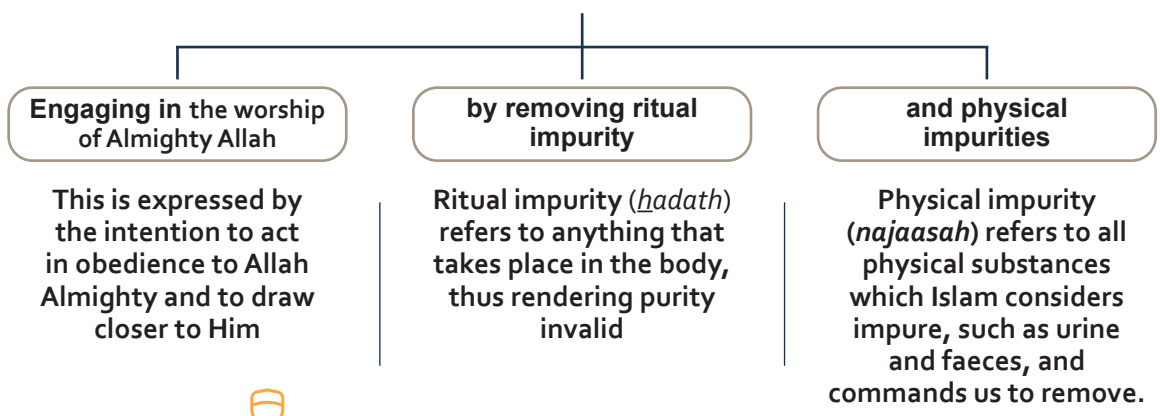 Engaging in the worship
of Almighty Allah
This is expressed by
the intention to act
in obedience to Allah
Almighty and to draw
closer to Him
by removing ritual
impurity
Ritual impurity (hadath)
refers to anything that
takes place in the body,
thus rendering purity
invalid
and physical
impurities
Physical impurity
(najaasah) refers to all
physical substances
which Islam considers
impure, such as urine
and faeces, and
commands us to remove.